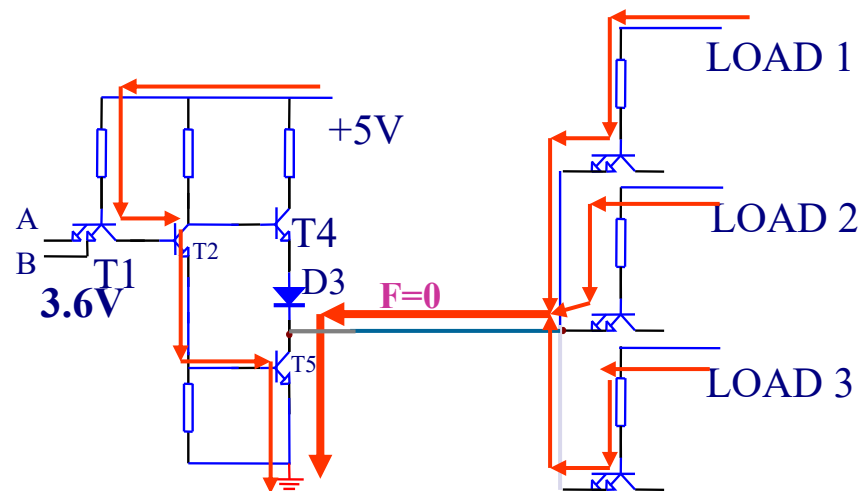 LOAD 1
+5V
A
T4
LOAD 2
T2
B
T1
D3
3.6V
F=0
T5
LOAD 3